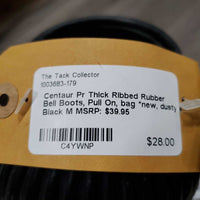 The Tack Collector
1003683-179
Centaur Pr Thick Ribbed Rubber
Bell Boots, Pull On, bag *new, dusty
Black M MSRP: $39.95
$28.00
C4YWNP